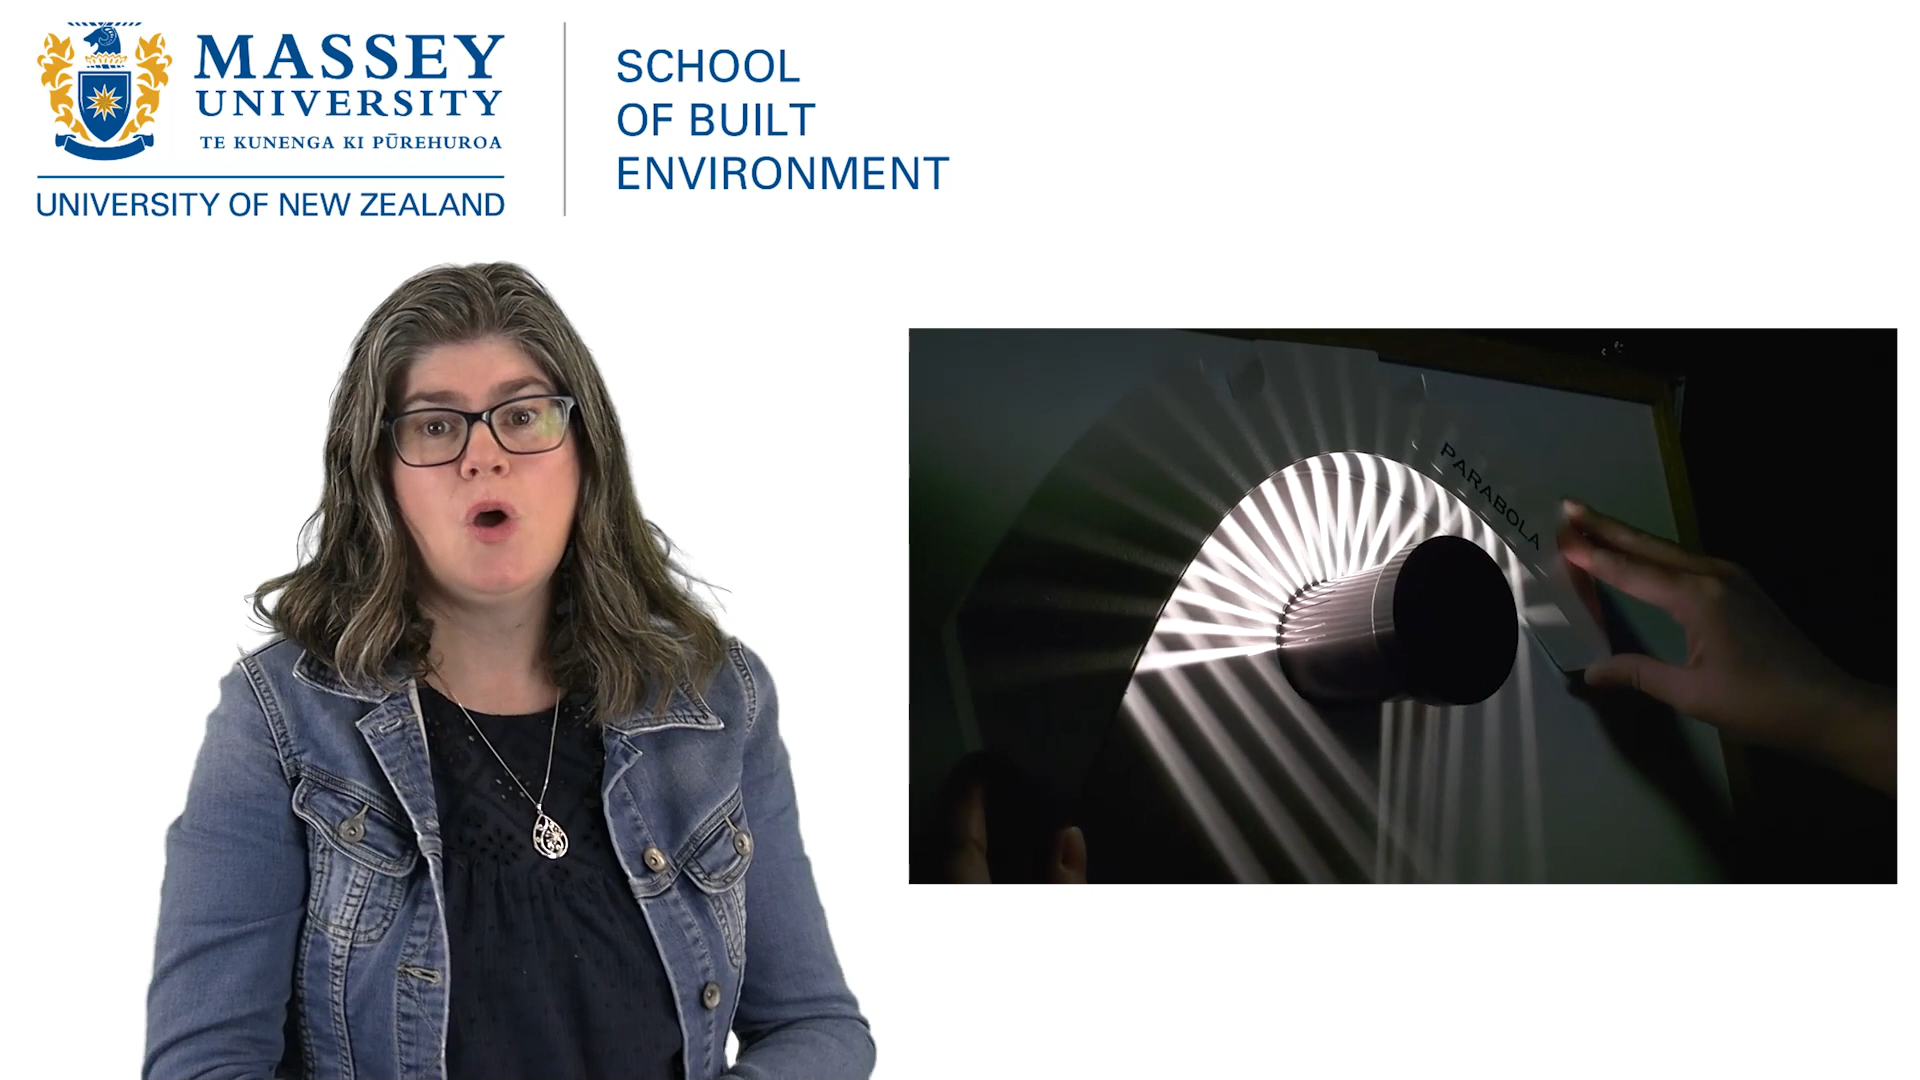 MASSEY
UNIVERSITY
TE KUNENGA KI PŪREHUROA
UNIVERSITY OF NEW ZEALAND
SCHOOL
OF BUILT
ENVIRONMENT
PARABOLA